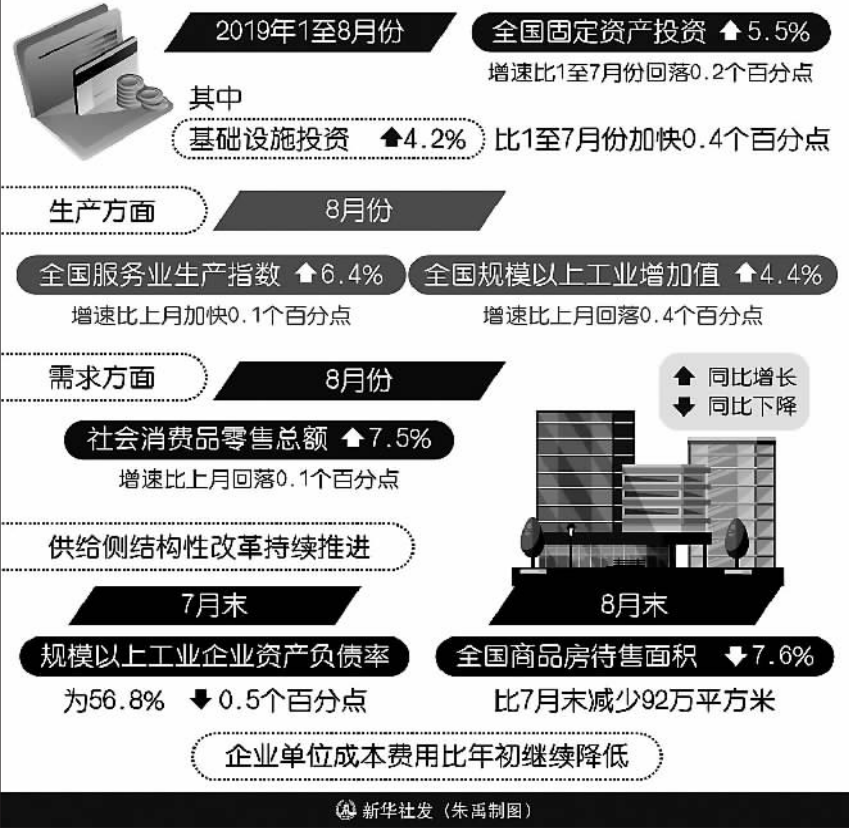 2019年1至8月份
全国固定资产投资 ⬆5.5%
增速比1至7月份回落0.2个百分点
其中
基础设施投资 ⬆4.2% 比1至7月份加快0.4个百分点
生产方面
8月份
全国服务业生产指数 ⬆6.4%
全国规模以上工业增加值 ⬆4.4%
增速比上月加快0.1个百分点
增速比上月回落0.4个百分点
需求方面
8月份
⬆ 同比增长
⬇ 同比下降
社会消费品零售总额 ⬆7.5%
增速比上月回落0.1个百分点
供给侧结构性改革持续推进
7月末
8月末
规模以上工业企业资产负债率
全国商品房待售面积 ⬇7.6%
为56.8% ⬇0.5个百分点
比7月末减少92万平方米
企业单位成本费用比年初继续降低
新华社发（朱禹制图）